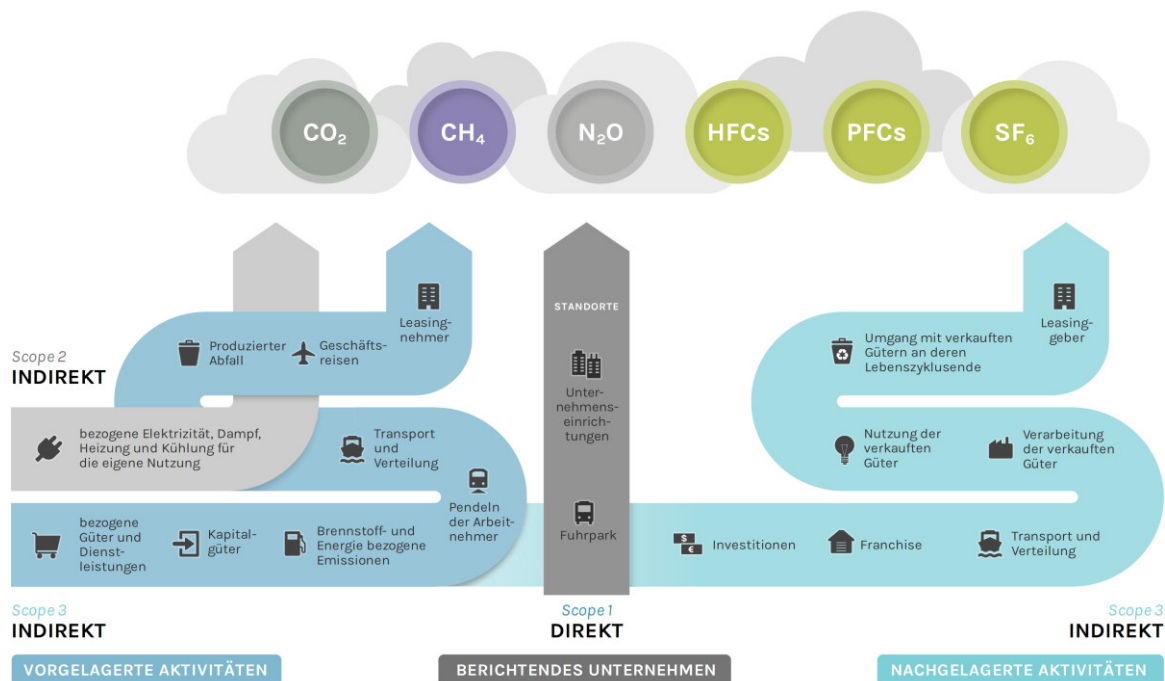 CO₂
CH₄
N₂O
HFCs
PFCs
SF₆
STANDORTE
Leasing-
nehmer
Leasing-
geber
Produzierter
Abfall
Geschäfts-
reisen
Umgang mit verkauften
Gütern an deren
Lebenszyklusende
Scope 2
INDIREKT
Unter-
nehmens-
einrich-
tungen
bezogene Elektrizität, Dampf,
Heizung und Kühlung für
die eigene Nutzung
Transport
und
Verteilung
Nutzung der
verkauften
Güter
Verarbeitung
der verkauften
Güter
Pendeln
der Arbeit-
nehmer
bezogene
Güter und
Dienst-
leistungen
Kapital-
güter
Brennstoff- und
Energie bezogene
Emissionen
Fuhrpark
$
€
Investitionen
Franchise
Transport und
Verteilung
Scope 3
INDIREKT
Scope 1
DIREKT
Scope 3
INDIREKT
VORGELAGERTE AKTIVITÄTEN
BERICHTENDES UNTERNEHMEN
NACHGELAGERTE AKTIVITÄTEN